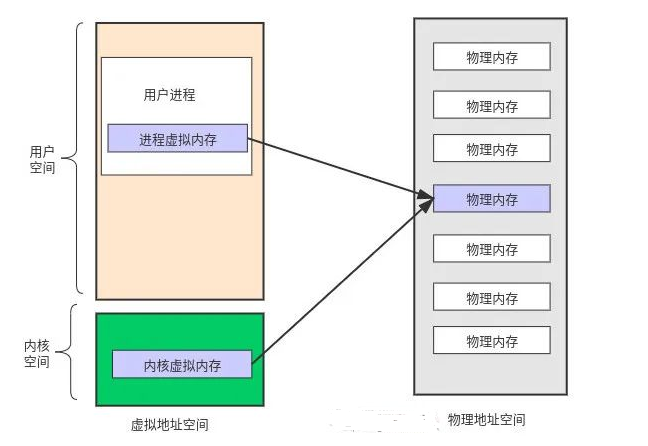 用户进程
进程虚拟内存
用户
空间
内核
空间
内核虚拟内存
虚拟地址空间
物理内存
物理内存
物理内存
物理内存
物理内存
物理内存
物理内存
物理地址空间